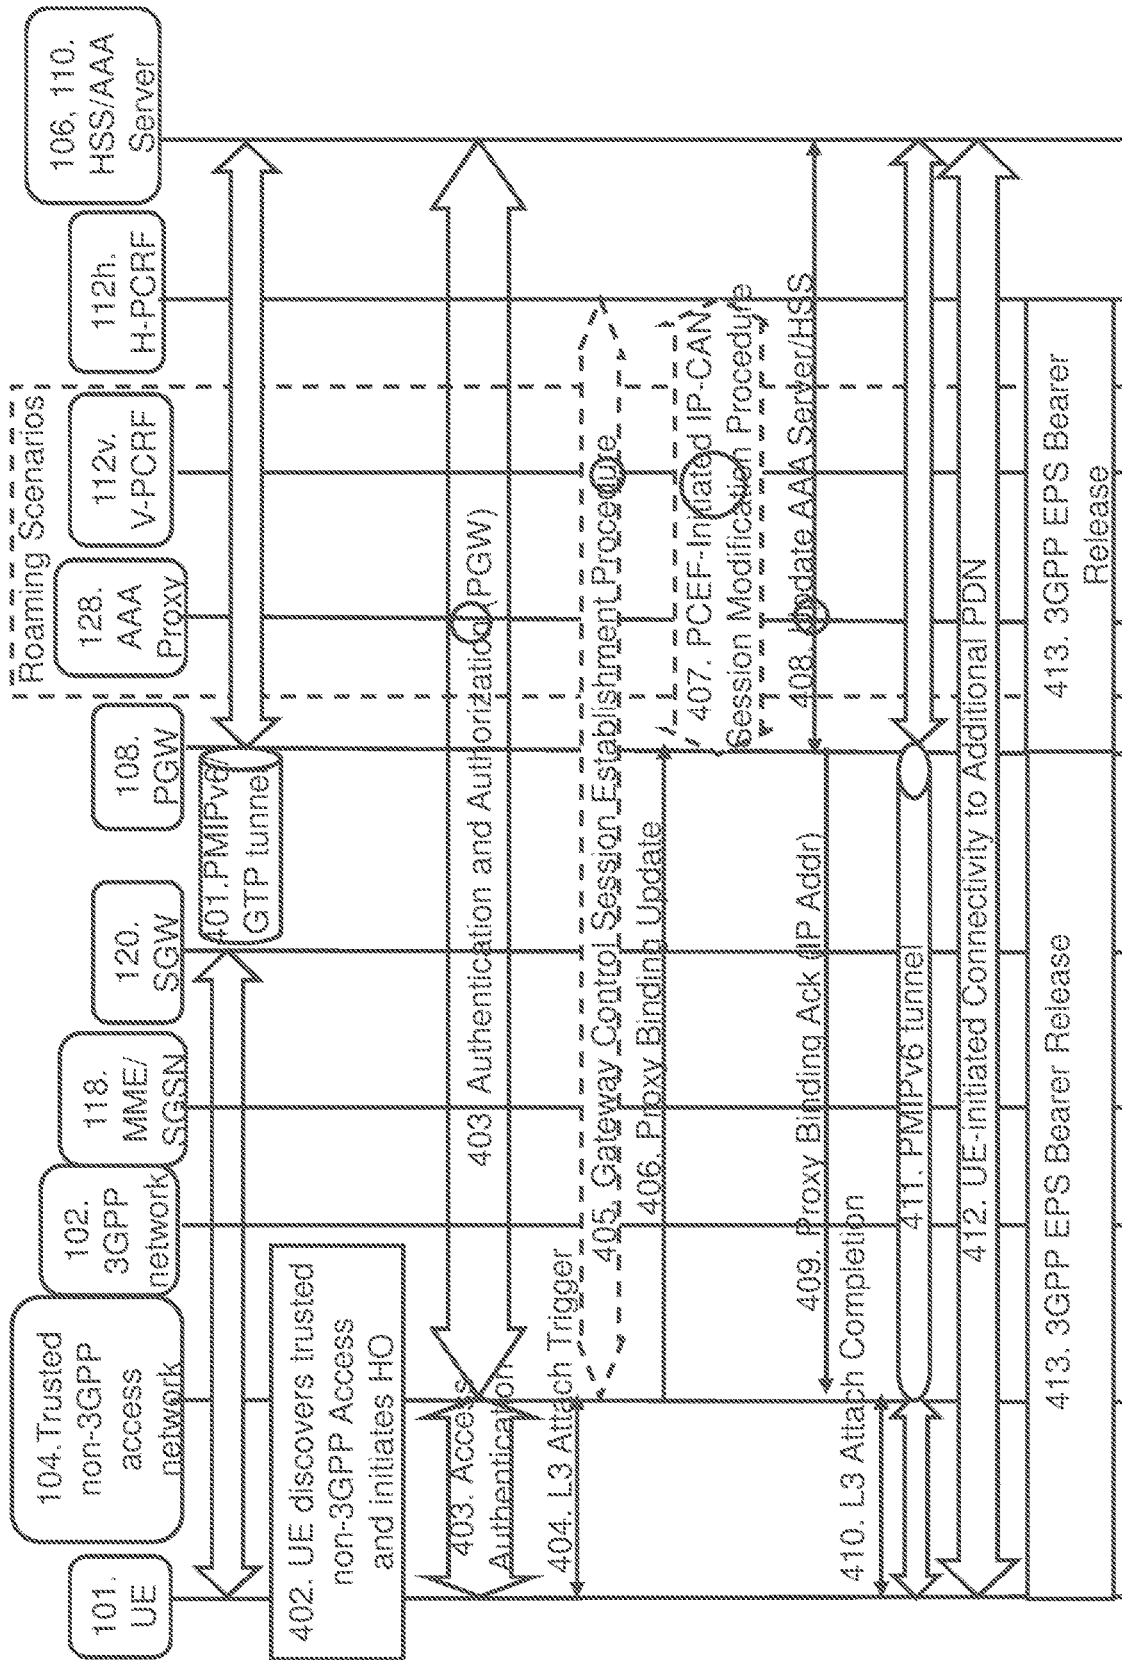 Roaming Scenarios
101.
UE
104.Trusted
non-3GPP
access
network
102.
3GPP
network
118.
MME/
SGSN
120.
SGW
108.
PGW
128.
AAA
Proxy
112v.
V-PCRF
112h.
H-PCRF
106, 110.
HSS/AAA
Server
401.PMIPv6/
GTP tunnel
402. UE discovers trusted
non-3GPP Access
and initiates HO
403. Access
Authentication
403 Authentication and Authorization (PGW)
404. L3 Attach Trigger
405. Gateway Control Session Establishment Procedure
406. Proxy Binding Update
407. PCEF-Initiated IP-CAN
Session Modification Procedure
408. Update AAA Server/HSS
409. Proxy Binding Ack (IP Addr)
410. L3 Attach Completion
411. PMIPv6 tunnel
412. UE-initiated Connectivity to Additional PDN
413. 3GPP EPS Bearer Release
413. 3GPP EPS Bearer
Release